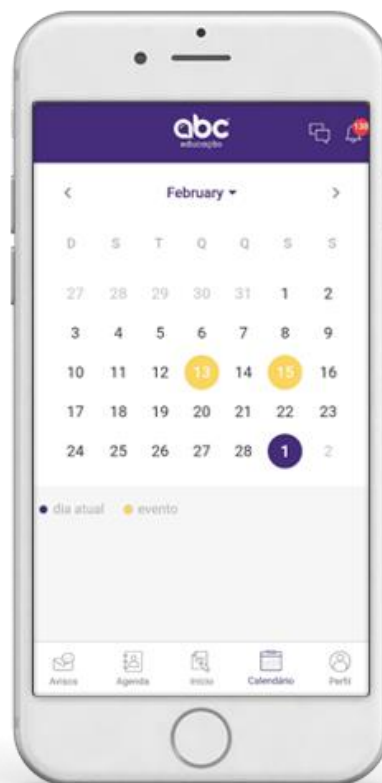 abc
educação
138
February
D S T Q Q S S
27 28 29 30 31 1 2
3 4 5 6 7 8 9
10 11 12 13 14 15 16
17 18 19 20 21 22 23
24 25 26 27 28 1 2
dia atual evento
Avisos Agenda Início Calendário Perfil